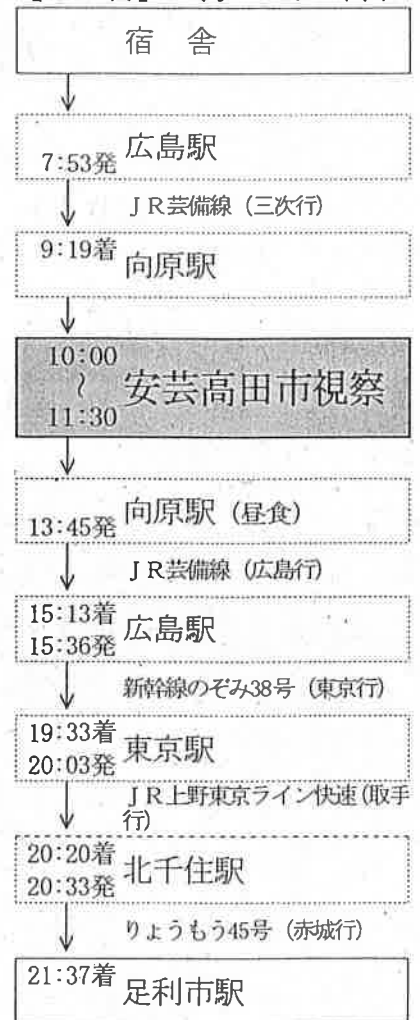 宿 舎
広島駅
7:53発
JR芸備線 (三次行)
9:19着
向原駅
10:00
~
11:30
安芸高田市視察
向原駅 (昼食)
13:45発
JR芸備線 (広島行)
15:13着
15:36発
広島駅
新幹線のぞみ38号 (東京行)
19:33着
20:03発
東京駅
JR上野東京ライン快速(取手
行)
20:20着
20:33発
北千住駅
りょうもう45号 (赤城行)
21:37着
足利市駅